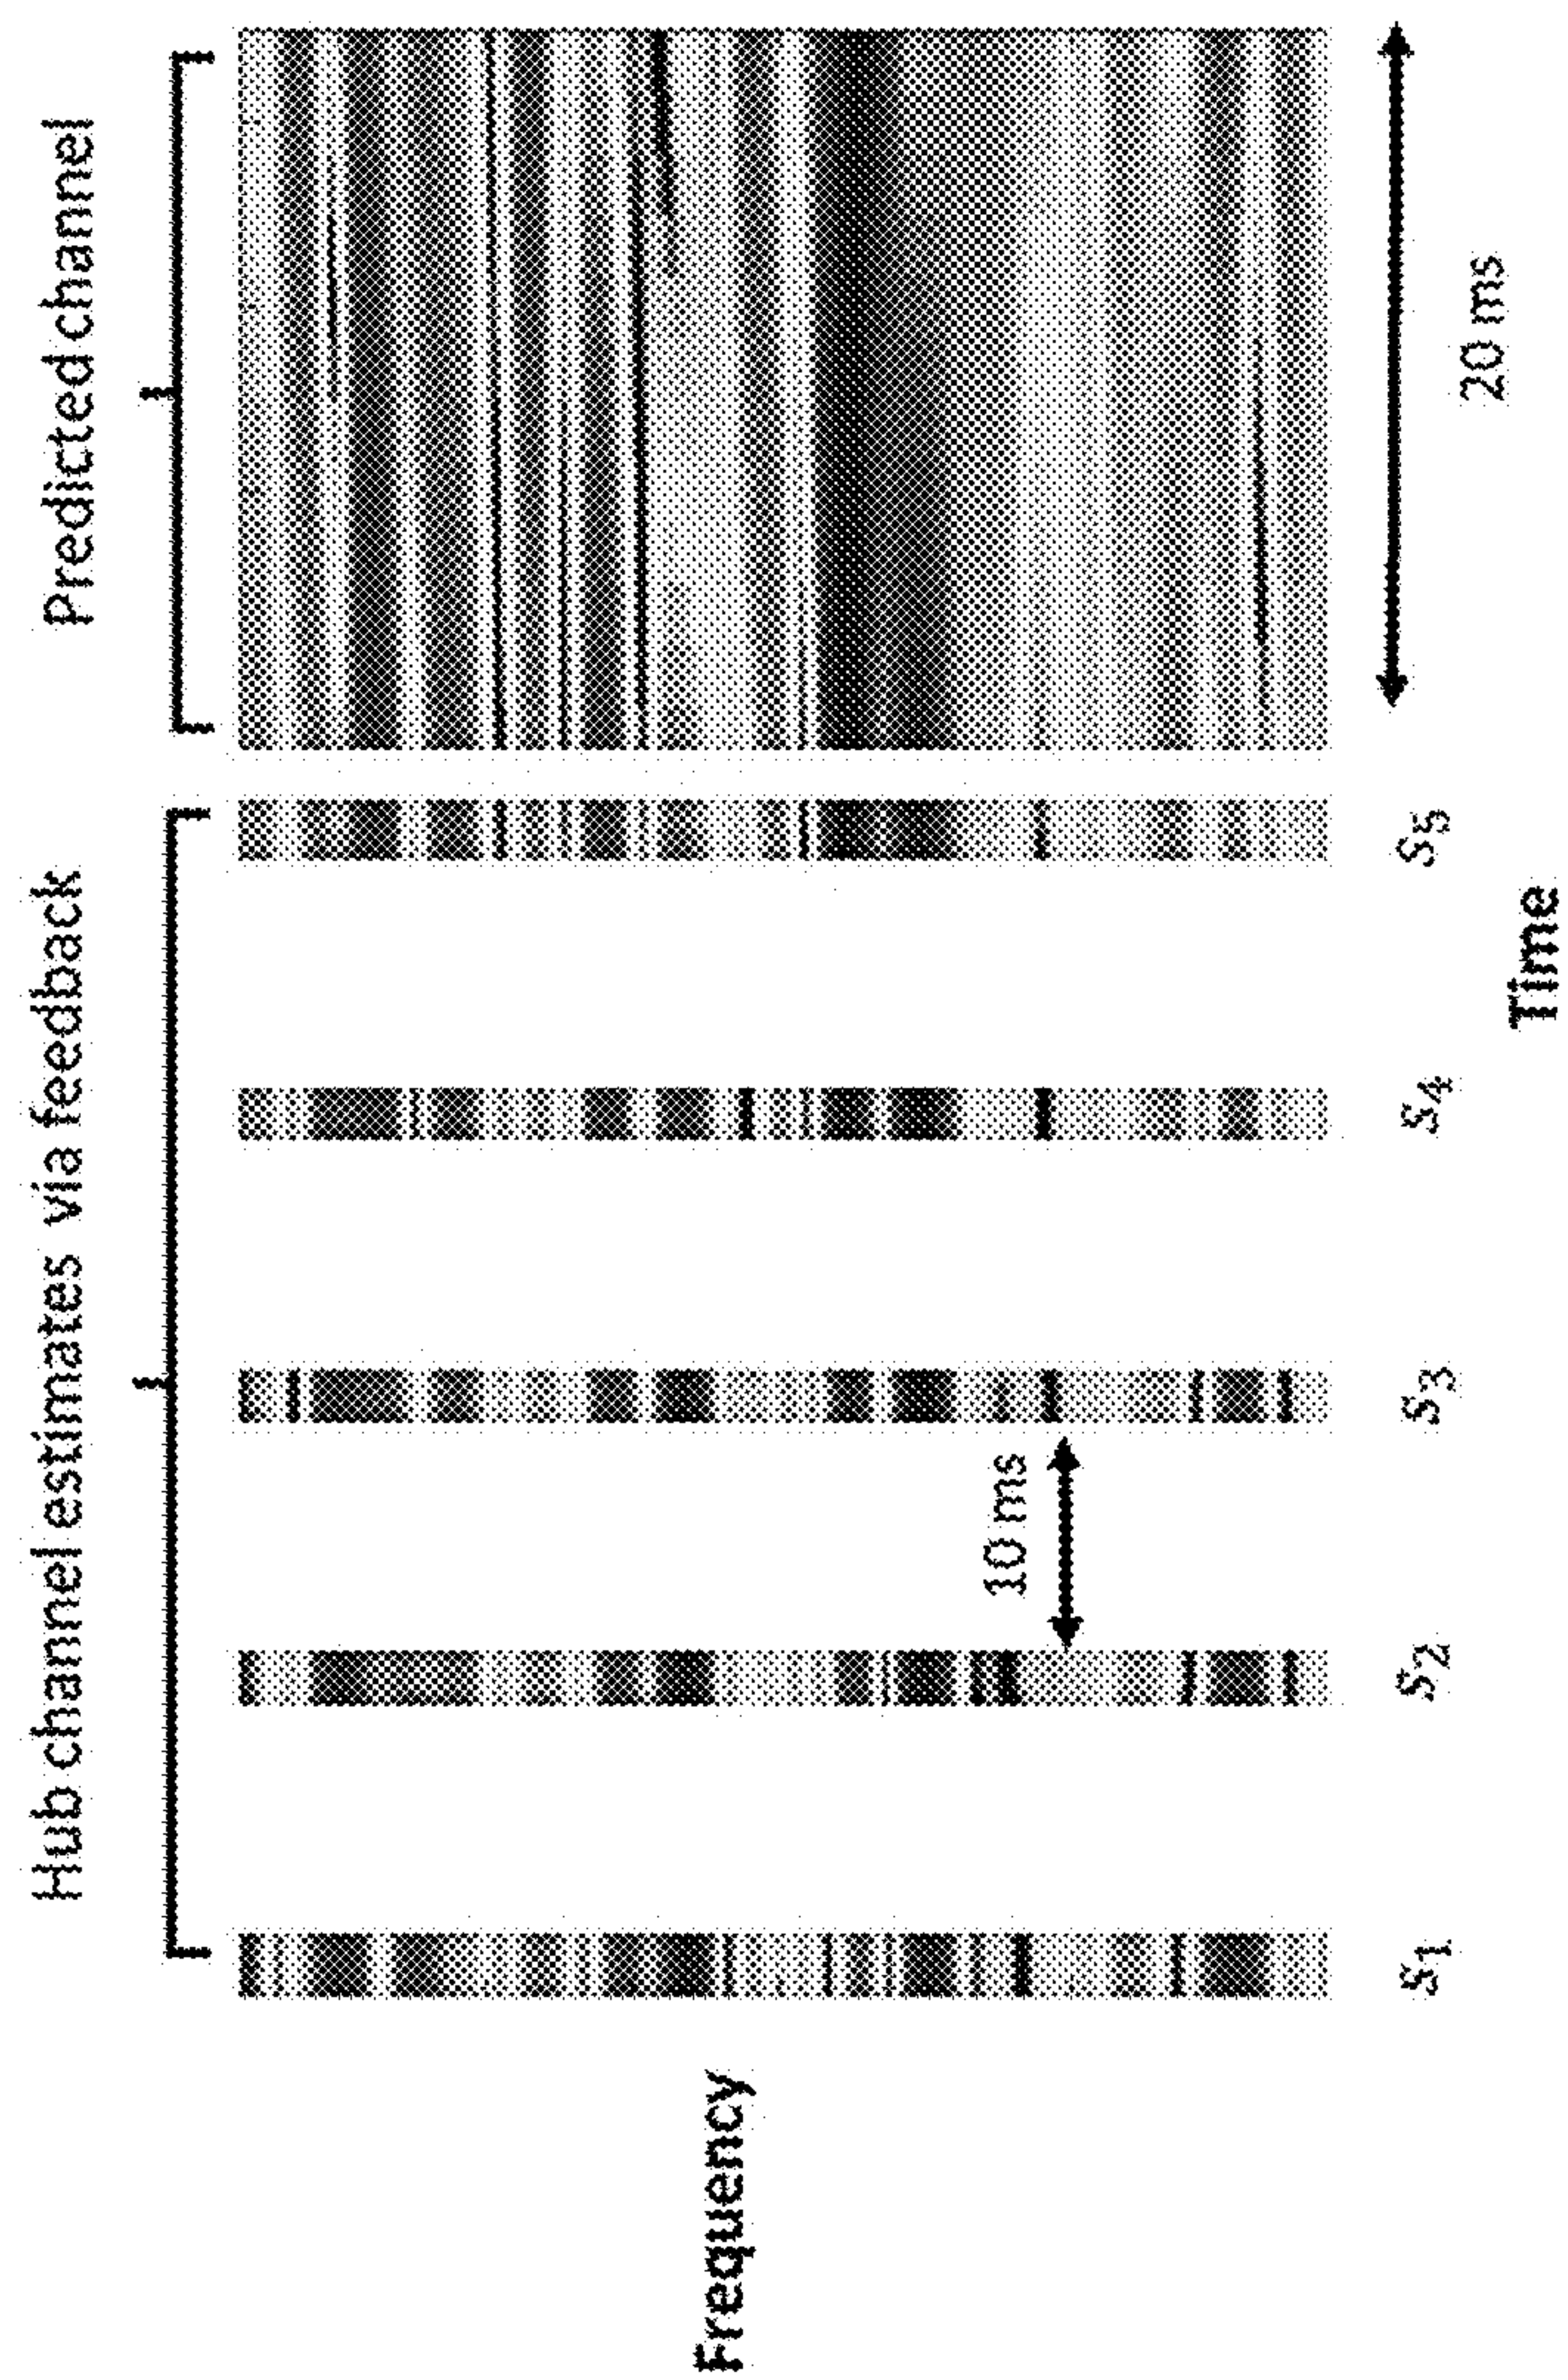 Hub channel estimates via feedback
Predicted channel
Frequency
10 ms
S₁
S₂
S₃
S₄
S₅
20 ms
Time